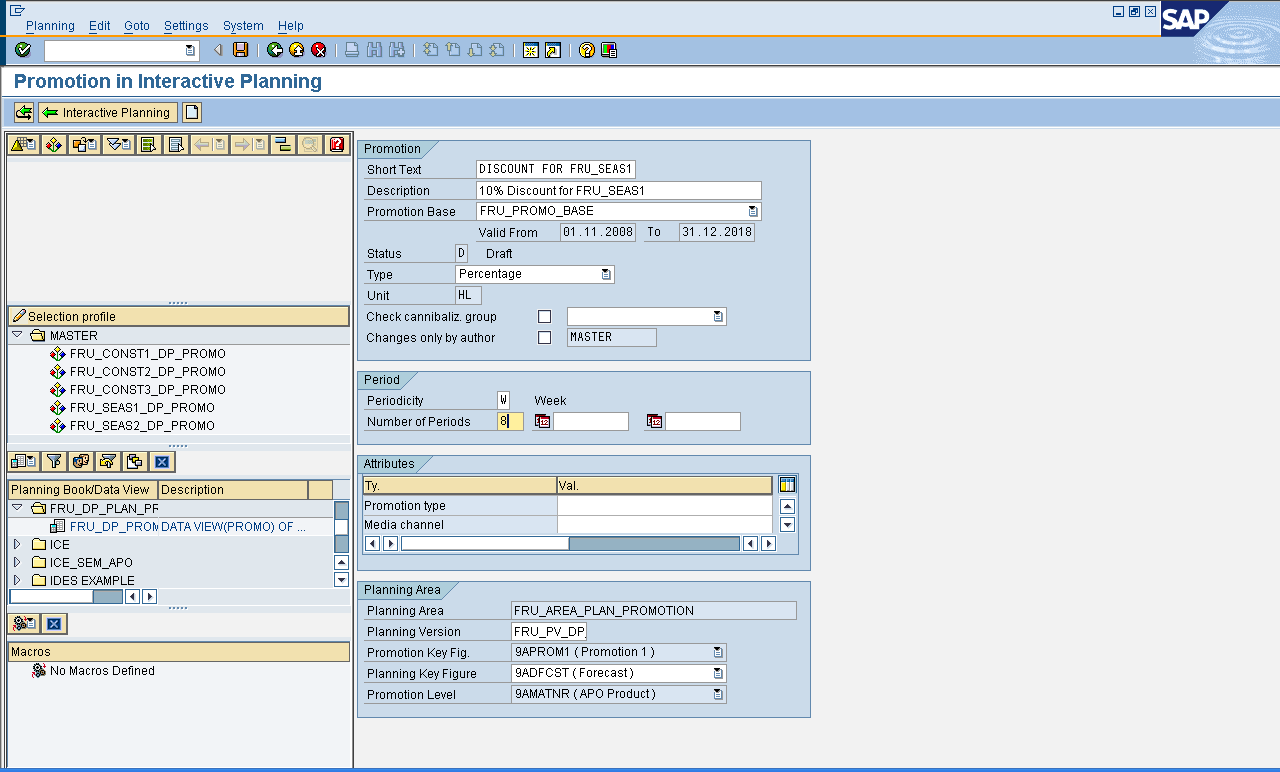 Planning Edit Goto Settings System Help
SAP
Promotion in Interactive Planning
Interactive Planning
Selection profile
MASTER
FRU_CONST1_DP_PROMO
FRU_CONST2_DP_PROMO
FRU_CONST3_DP_PROMO
FRU_SEAS1_DP_PROMO
FRU_SEAS2_DP_PROMO
Planning Book/Data View Description
FRU_DP_PLAN_PF
FRU_DP_PROM DATA VIEW(PROMO) OF ...
ICE
ICE_SEM_APO
IDES EXAMPLE
Macros
No Macros Defined
Promotion
Short Text DISCOUNT FOR FRU_SEAS1
Description 10% Discount for FRU_SEAS1
Promotion Base FRU_PROMO_BASE
Valid From 01.11.2008 To 31.12.2018
Status D Draft
Type Percentage
Unit HL
Check cannibaliz. group
Changes only by author MASTER
Period
Periodicity W Week
Number of Periods 8
Attributes
Ty. Val.
Promotion type
Media channel
Planning Area
Planning Area FRU_AREA_PLAN_PROMOTION
Planning Version FRU_PV_DP
Promotion Key Fig. 9APROM1 ( Promotion 1 )
Planning Key Figure 9ADFCST ( Forecast )
Promotion Level 9AMATNR ( APO Product )